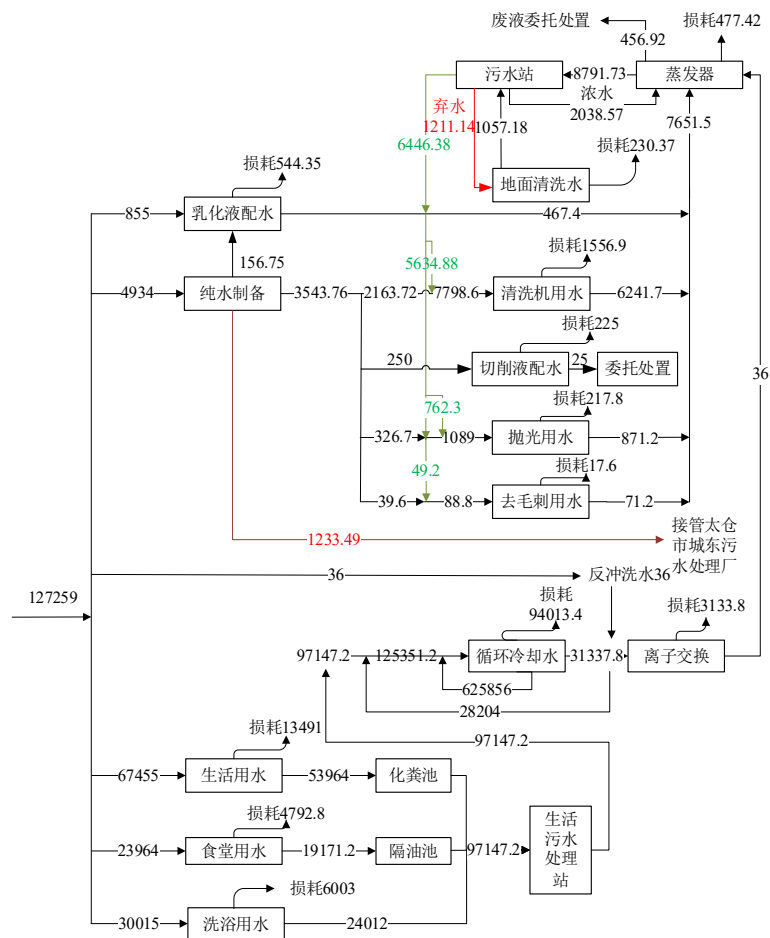 废液委托处置
损耗477.42
456.92
污水站
8791.73
蒸发器
浓水
2038.57
弃水
1211.14
1057.18
7651.5
6446.38
损耗230.37
地面清洗水
损耗544.35
855
乳化液配水
467.4
156.75
5634.88
损耗1556.9
4934
纯水制备
3543.76
2163.72
7798.6
清洗机用水
6241.7
损耗225
250
切削液配水
25
委托处置
36
762.3
损耗217.8
326.7
1089
抛光用水
871.2
49.2
损耗17.6
39.6
88.8
去毛刺用水
71.2
1233.49
接管太仓
市城东污
水处理厂
36
反冲洗水36
127259
损耗
94013.4
损耗3133.8
97147.2
125351.2
循环冷却水
31337.8
离子交换
625856
28204
97147.2
损耗13491
67455
生活用水
53964
化粪池
损耗4792.8
23964
食堂用水
19171.2
隔油池
97147.2
生活
污水
处理
站
损耗6003
30015
洗浴用水
24012